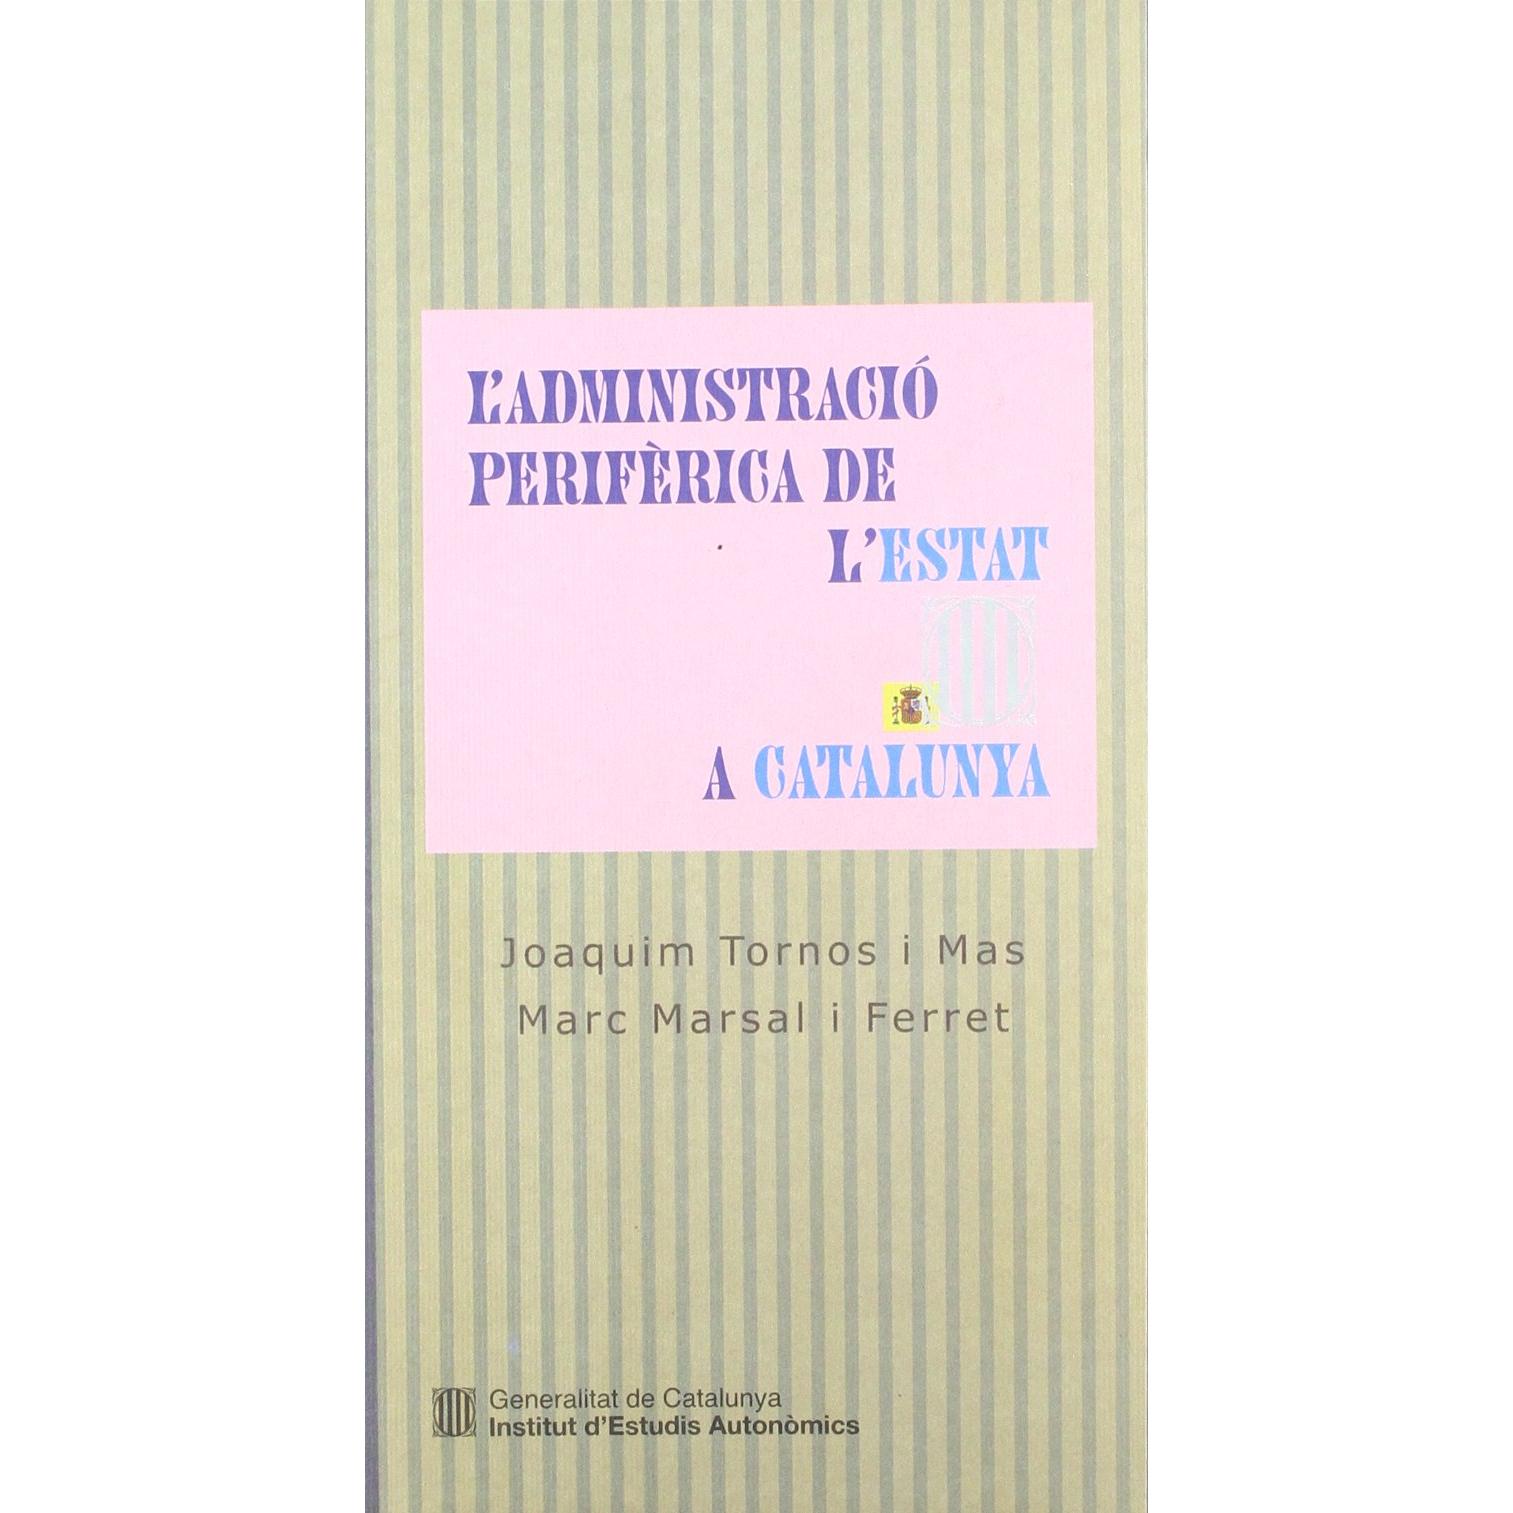 L'ADMINISTRACIÓ
PERIFÈRICA DE
L'ESTAT
A CATALUNYA
Joaquim Tornos i Mas
Marc Marsal i Ferret
Generalitat de Catalunya
Institut d'Estudis Autonòmics